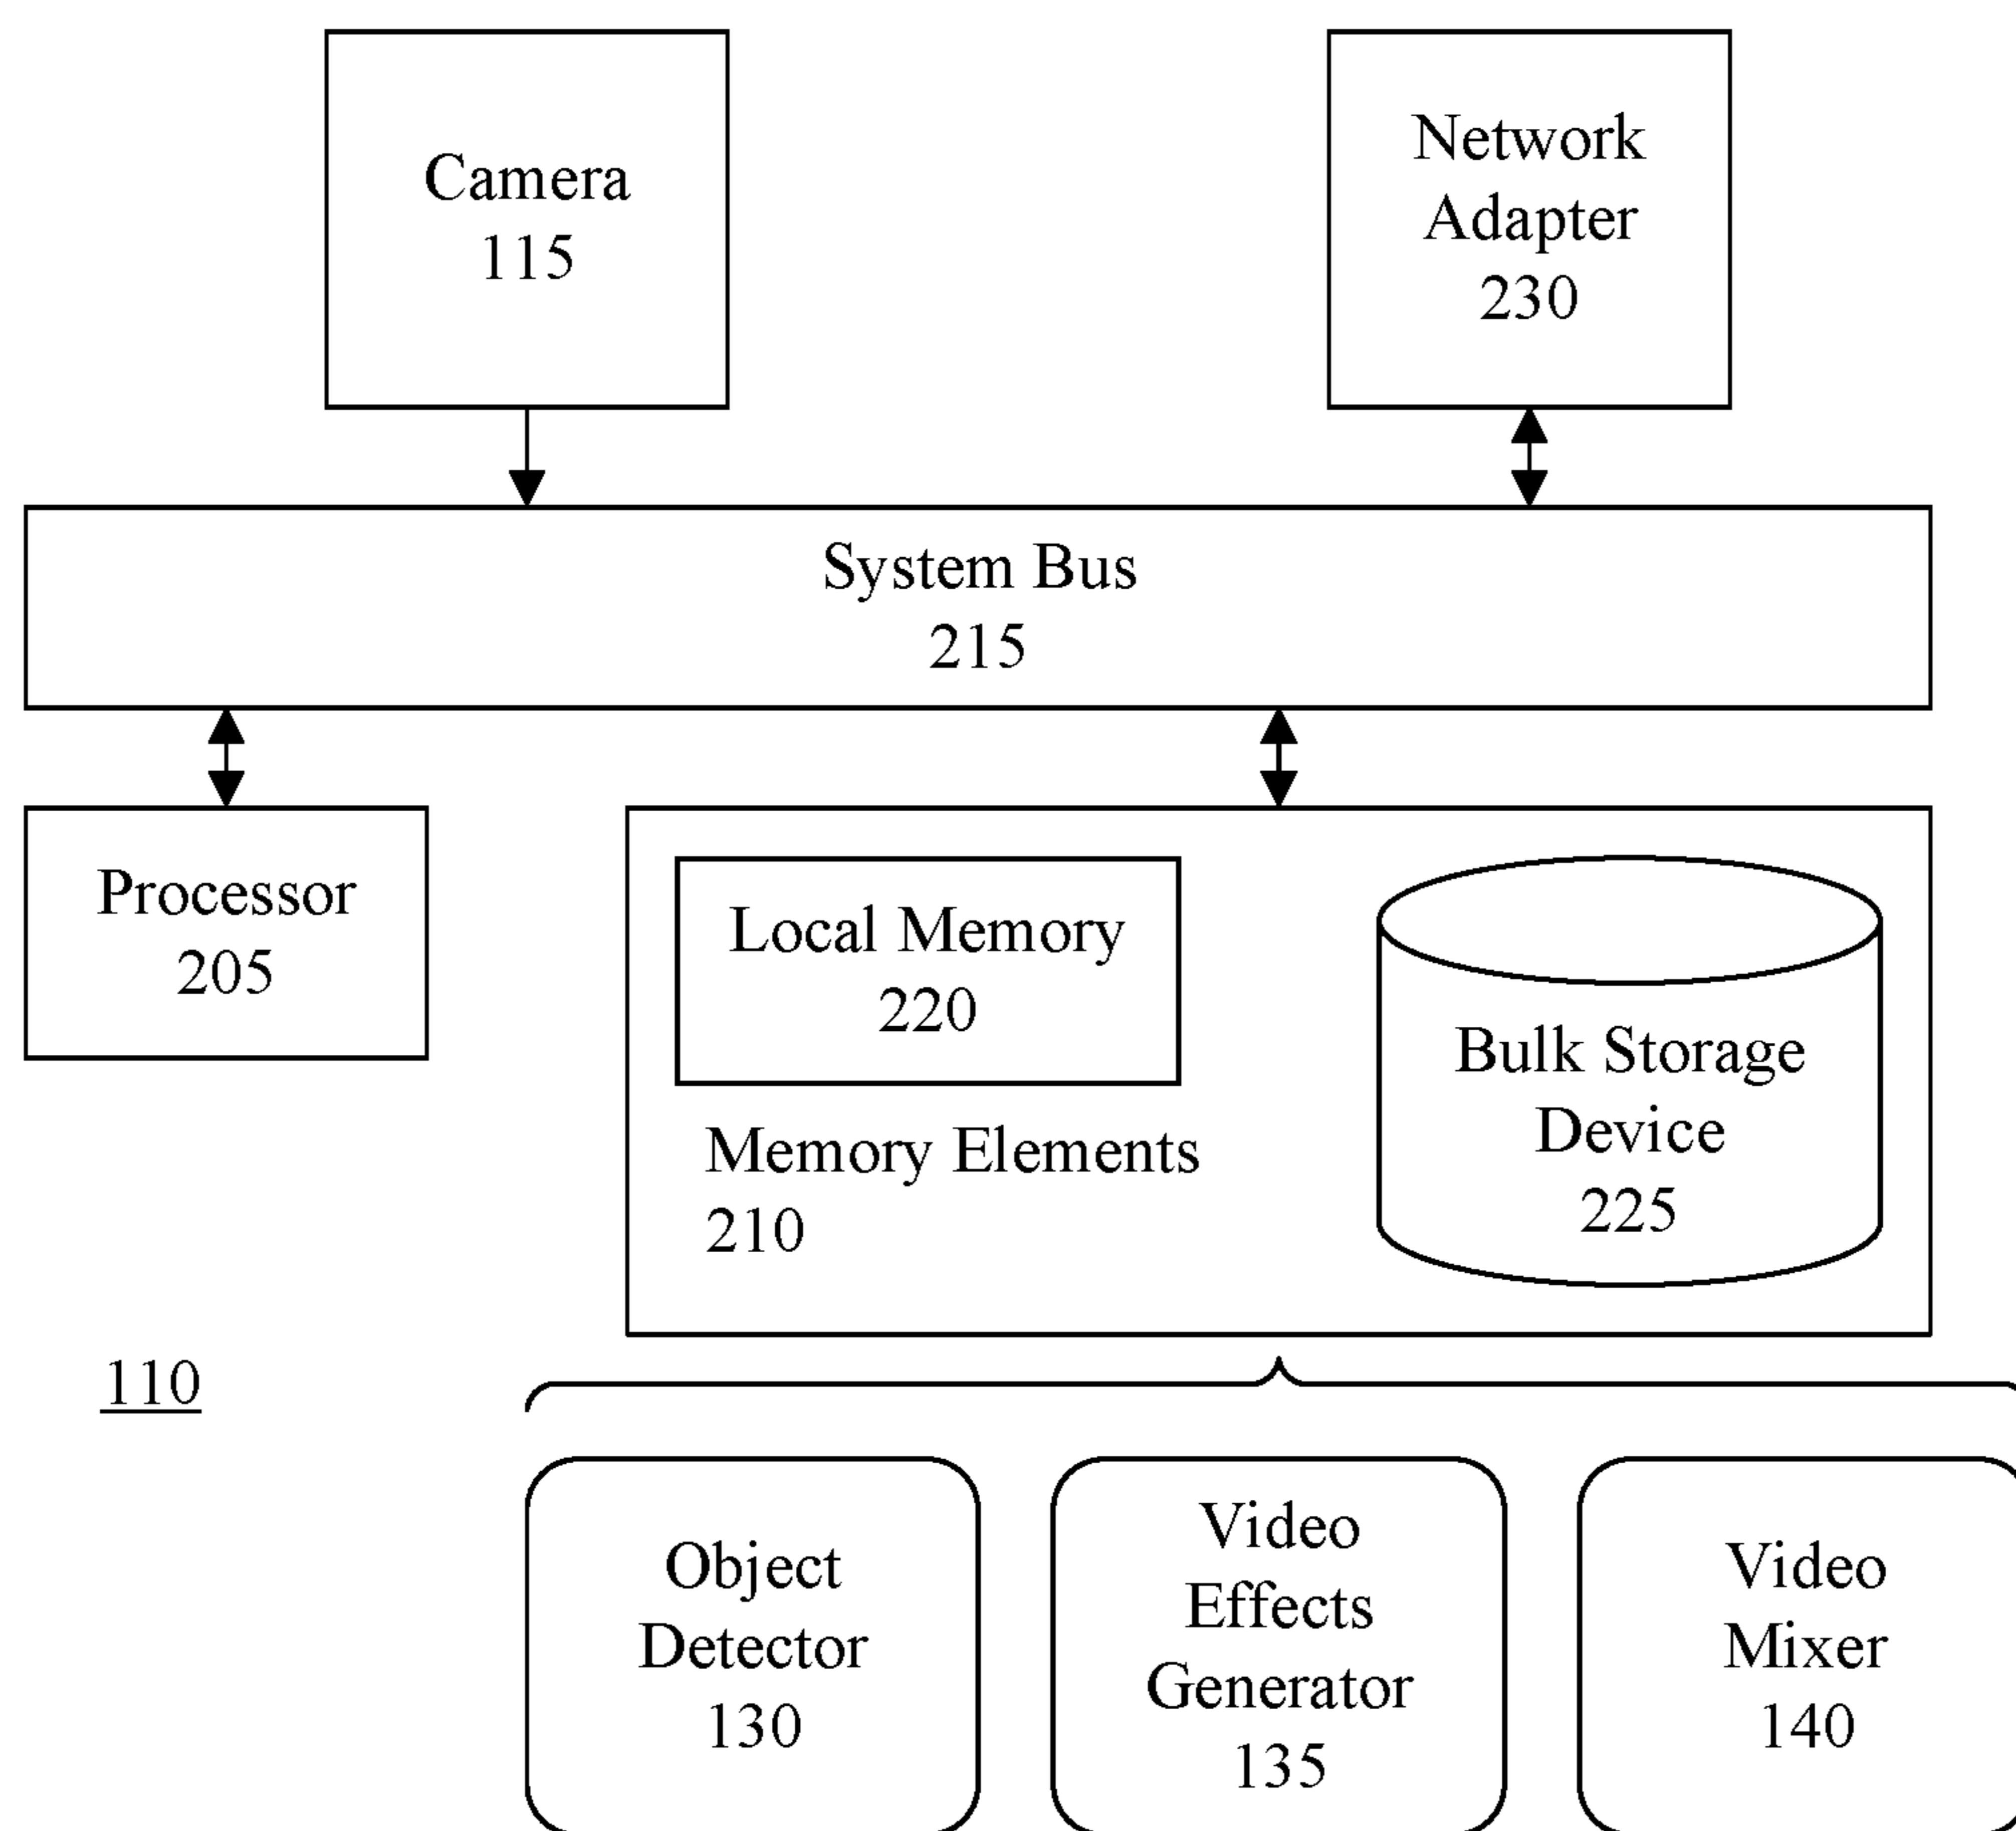 Camera
115
Network
Adapter
230
System Bus
215
Processor
205
Local Memory
220
Memory Elements
210
Bulk Storage
Device
225
110
Object
Detector
130
Video
Effects
Generator
135
Video
Mixer
140